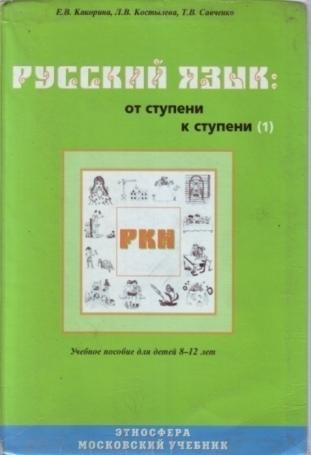 Е.В. Какорина, Л.В. Костылева, Т.В. Савченко
РУССКИЙ ЯЗЫК:
от ступени
к ступени (1)
РКИ
Учебное пособие для детей 8–12 лет
ЭТНОСФЕРА
МОСКОВСКИЙ УЧЕБНИК